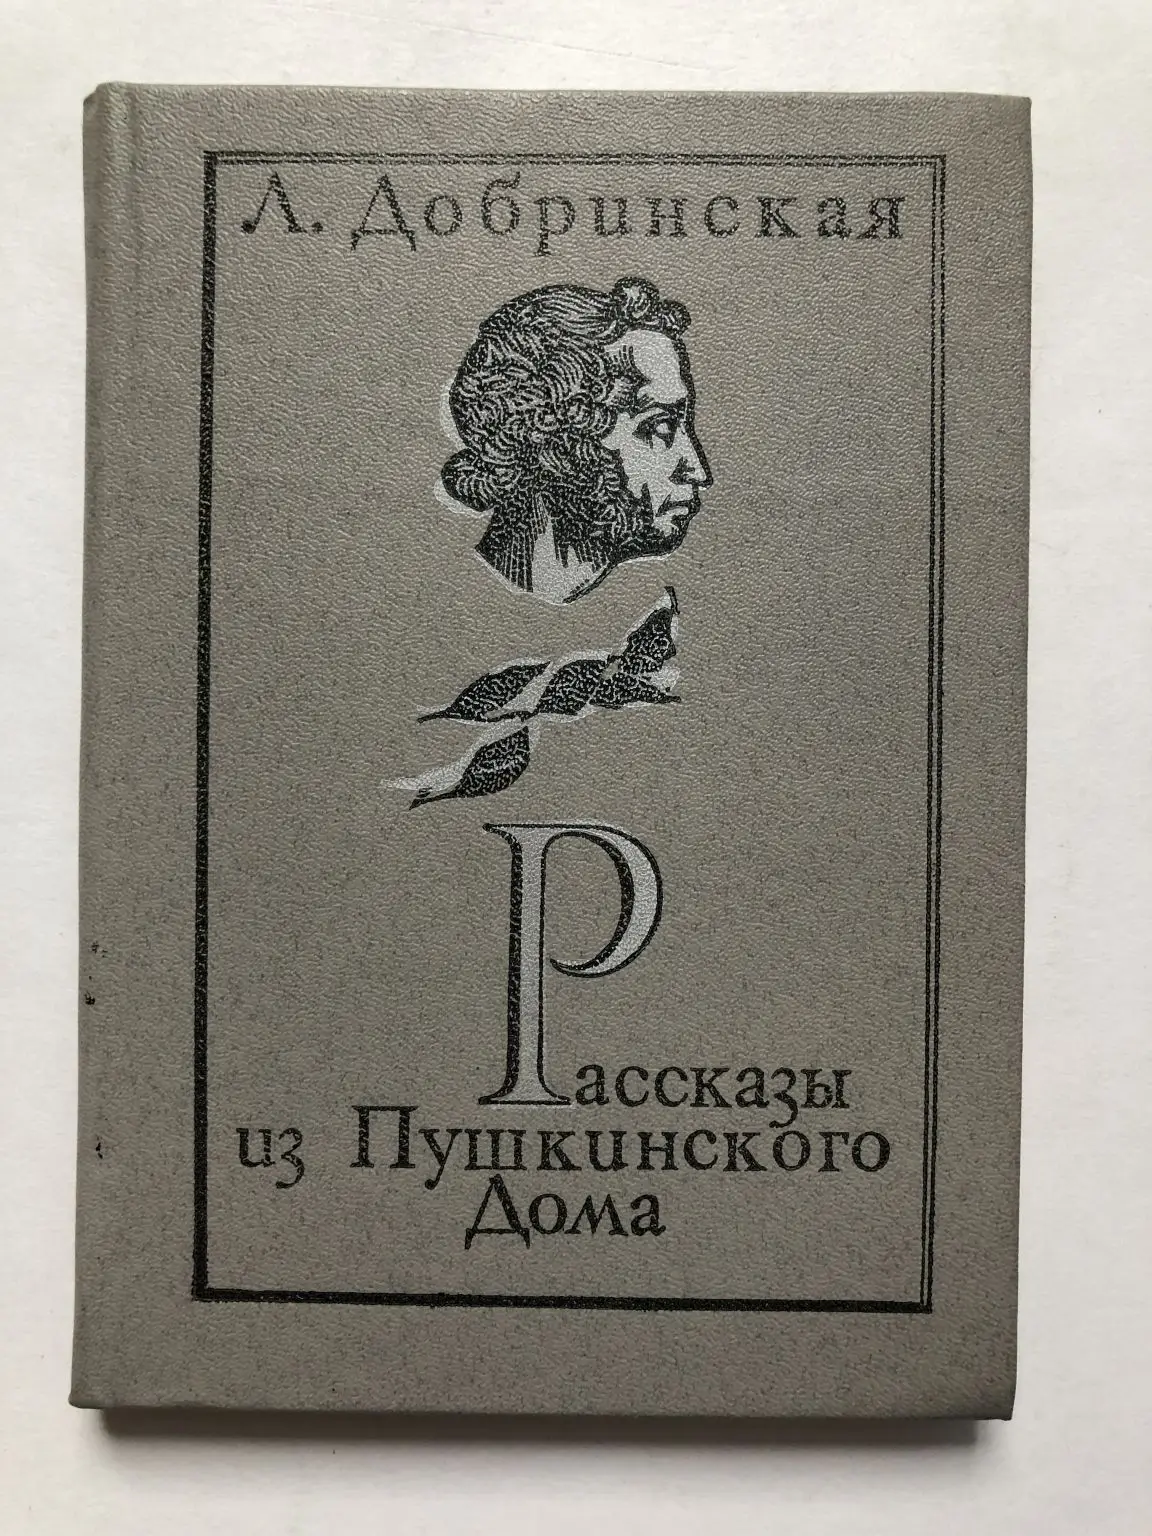 Л. Добринская
Рассказы
из Пушкинского
Дома